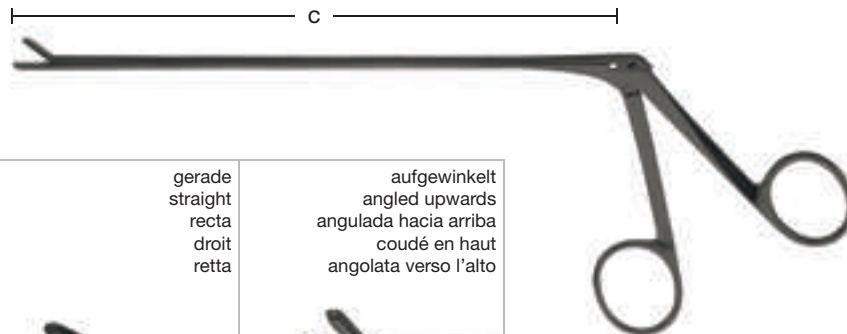 C
gerade
straight
recta
droit
retta
aufgewinkelt
angled upwards
angulada hacia arriba
coudé en haut
angolata verso l'alto